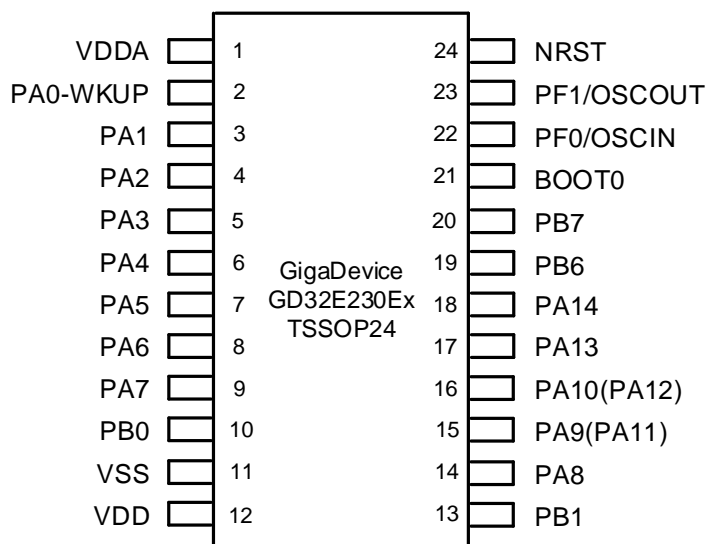 VDDA 1 24 NRST
PA0-WKUP 2 23 PF1/OSCOUT
PA1 3 22 PF0/OSCIN
PA2 4 21 BOOT0
PA3 5 20 PB7
PA4 6 19 PB6
GigaDevice
PA5 7 GD32E230Ex 18 PA14
TSSOP24
PA6 8 17 PA13
PA7 9 16 PA10(PA12)
PB0 10 15 PA9(PA11)
VSS 11 14 PA8
VDD 12 13 PB1